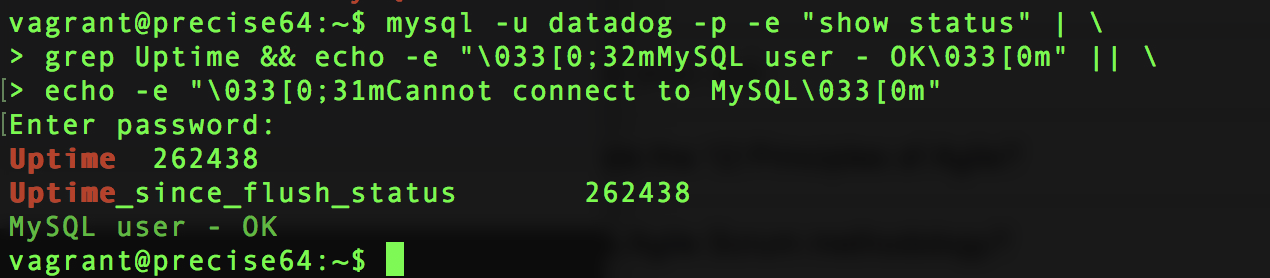 vagrant@precise64:~$ mysql -u datadog -p -e "show status" | \
> grep Uptime && echo -e "\033[0;32mMySQL user - OK\033[0m" || \
[> echo -e "\033[0;31mCannot connect to MySQL\033[0m"
[Enter password:
Uptime  262438
Uptime_since_flush_status       262438
MySQL user - OK
vagrant@precise64:~$